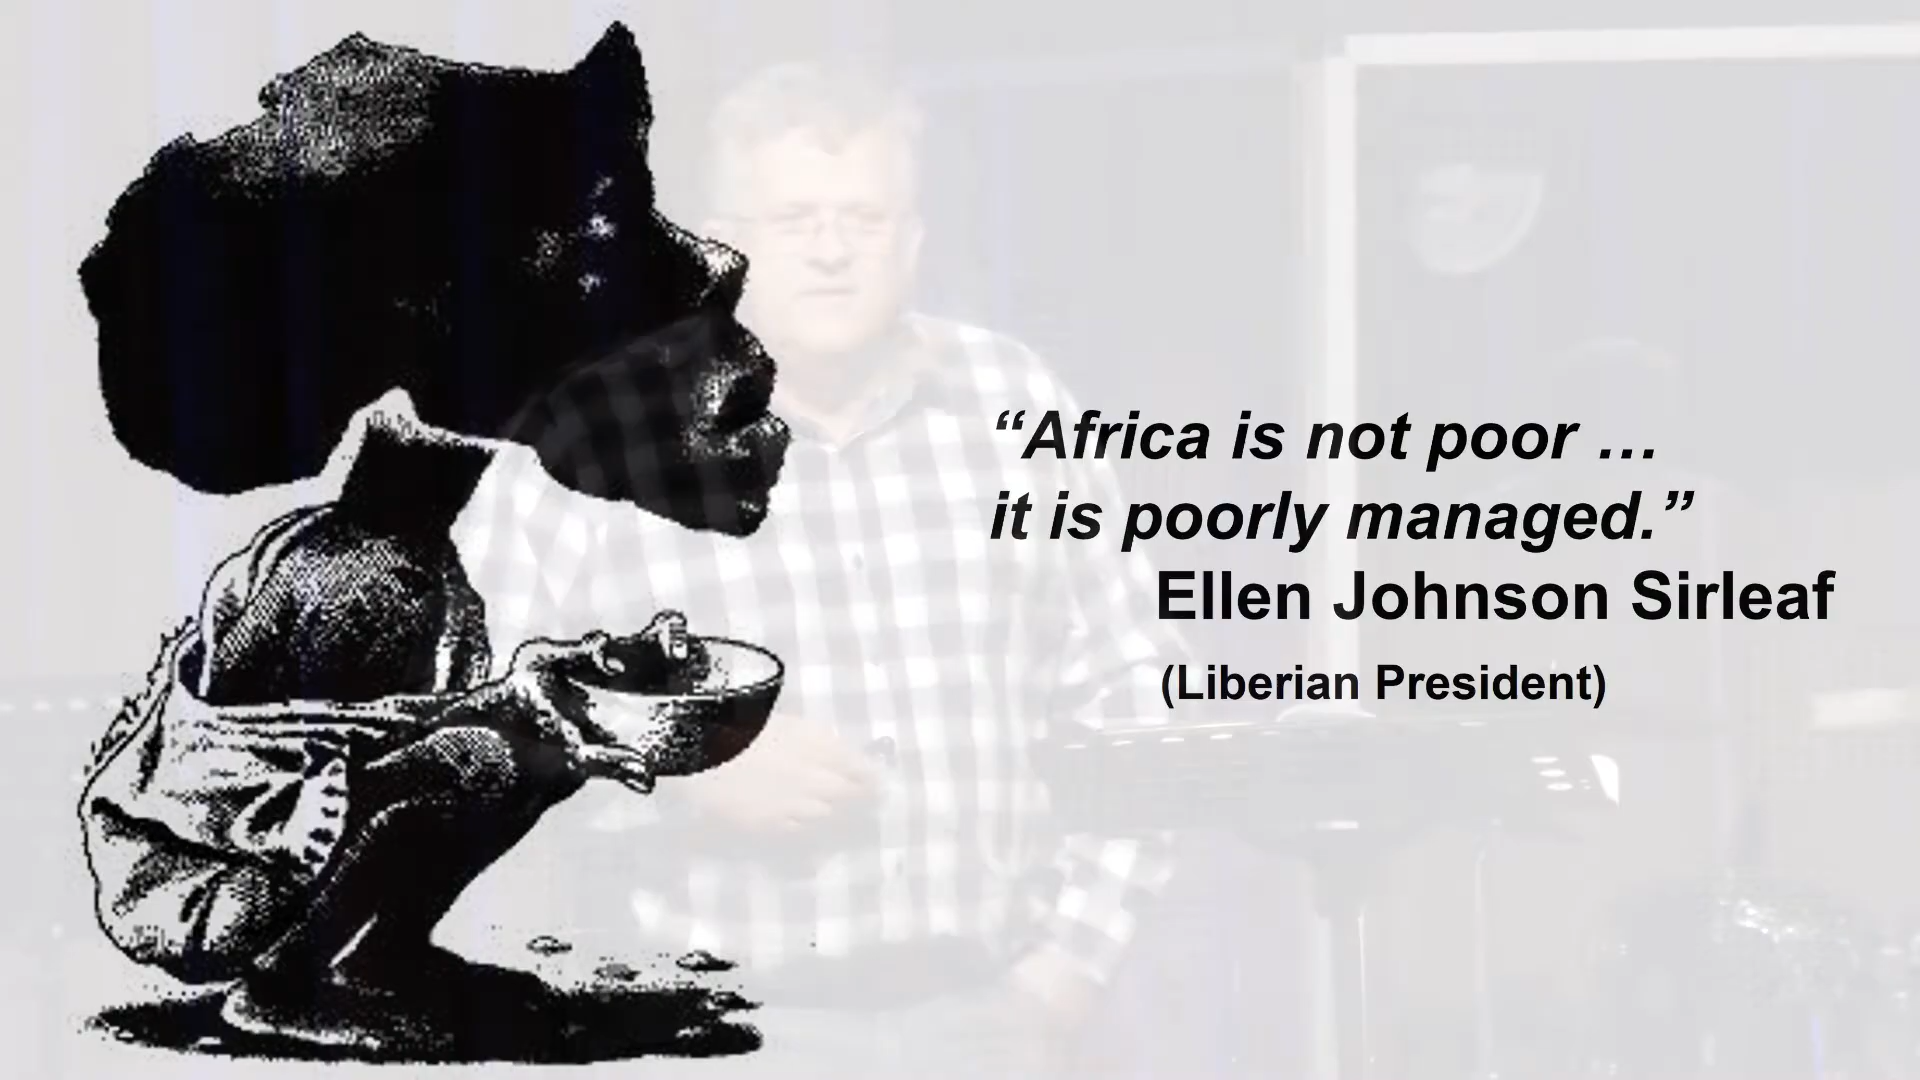 “Africa is not poor …
it is poorly managed.”
Ellen Johnson Sirleaf
(Liberian President)